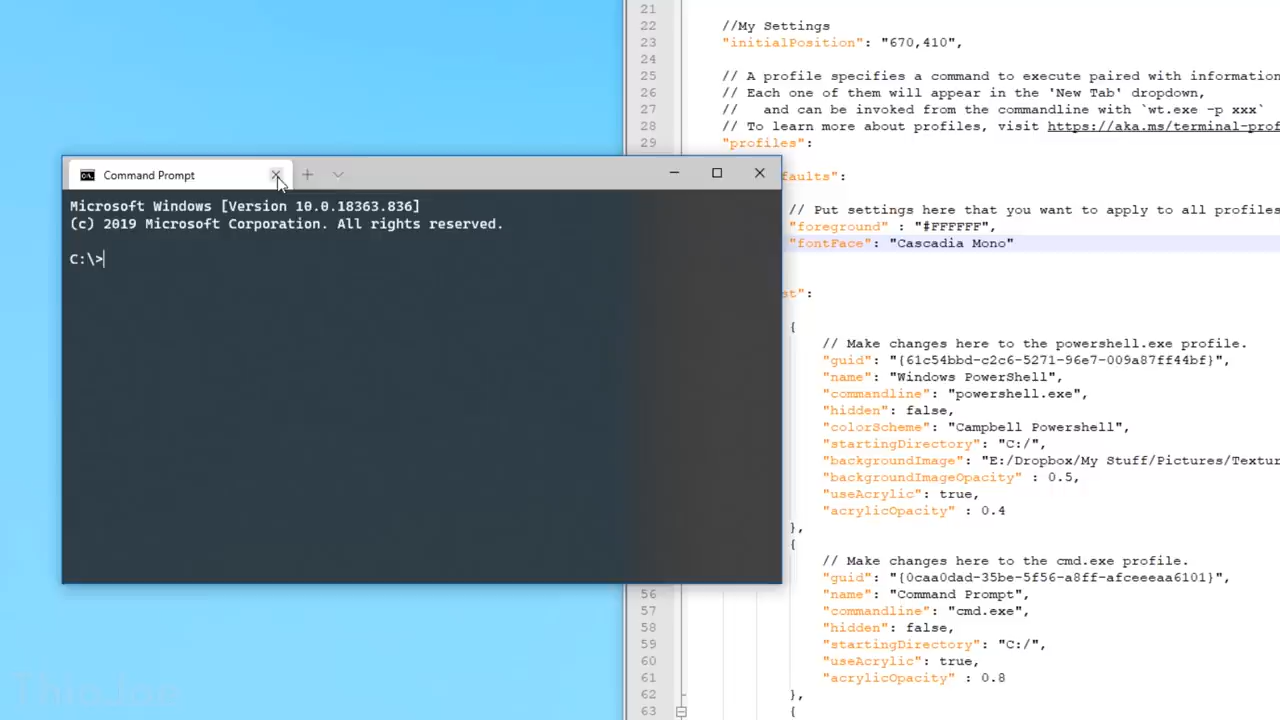 Command Prompt
Microsoft Windows [Version 10.0.18363.836]
(c) 2019 Microsoft Corporation. All rights reserved.
C:\>
21
22 //My Settings
23 "initialPosition": "670,410",
24
25 // A profile specifies a command to execute paired with information
26 // Each one of them will appear in the 'New Tab' dropdown,
27 //   and can be invoked from the commandline with `wt.exe -p xxx`
28 // To learn more about profiles, visit https://aka.ms/terminal-prof
29 "profiles":
aults":
// Put settings here that you want to apply to all profiles
"foreground" : "#FFFFFF",
"fontFace": "Cascadia Mono"
st":
{
// Make changes here to the powershell.exe profile.
"guid": "{61c54bbd-c2c6-5271-96e7-009a87ff44bf}",
"name": "Windows PowerShell",
"commandline": "powershell.exe",
"hidden": false,
"colorScheme": "Campbell Powershell",
"startingDirectory": "C:/",
"backgroundImage": "E:/Dropbox/My Stuff/Pictures/Textur
"backgroundImageOpacity" : 0.5,
"useAcrylic": true,
"acrylicOpacity" : 0.4
},
{
// Make changes here to the cmd.exe profile.
"guid": "{0caa0dad-35be-5f56-a8ff-afceeeaa6101}",
56 "name": "Command Prompt",
57 "commandline": "cmd.exe",
58 "hidden": false,
59 "startingDirectory": "C:/",
60 "useAcrylic": true,
61 "acrylicOpacity" : 0.8
62 },
63 {
ThioJoe